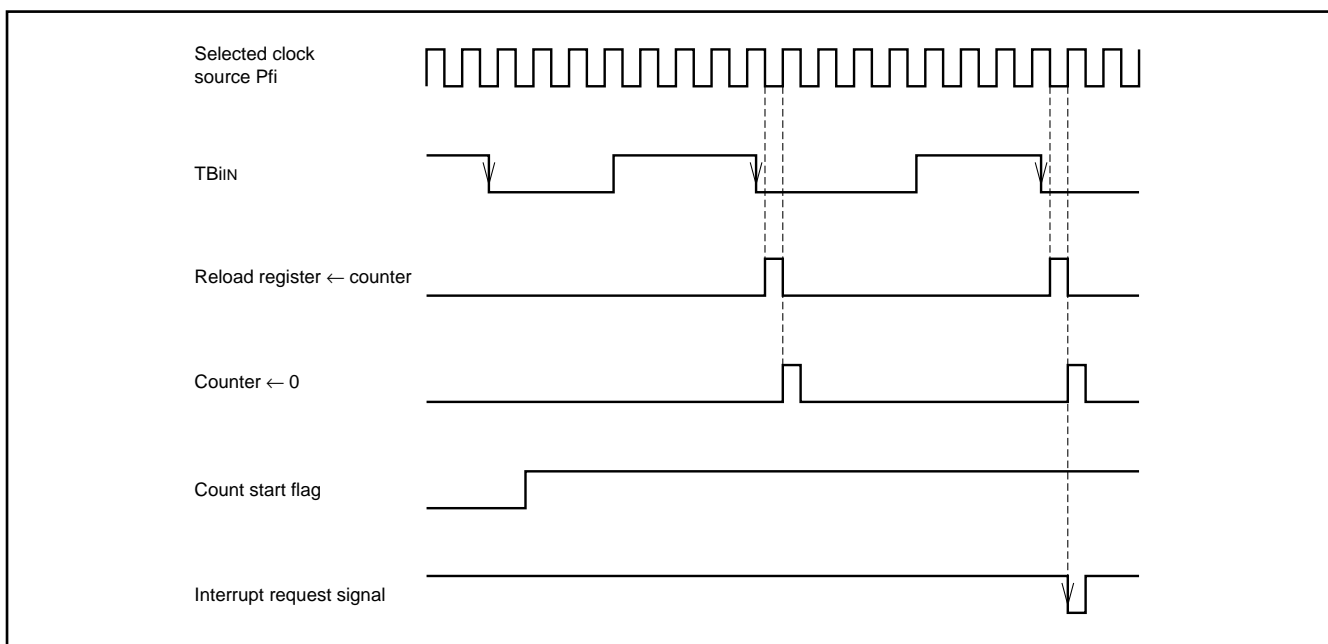 Selected clock
source Pfi
TBiIN
Reload register ← counter
Counter ← 0
Count start flag
Interrupt request signal